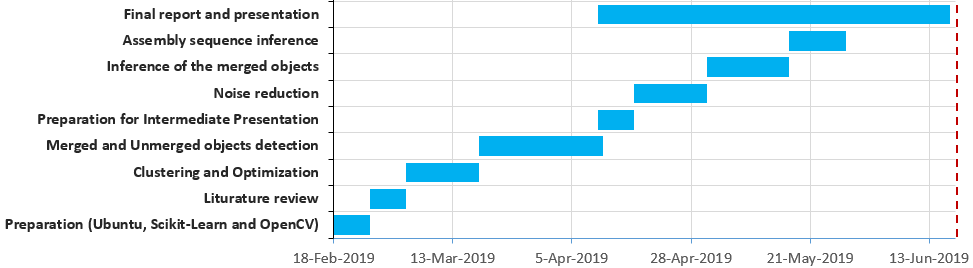 Final report and presentation
Assembly sequence inference
Inference of the merged objects
Noise reduction
Preparation for Intermediate Presentation
Merged and Unmerged objects detection
Clustering and Optimization
Liturature review
Preparation (Ubuntu, Scikit-Learn and OpenCV)
18-Feb-2019 13-Mar-2019 5-Apr-2019 28-Apr-2019 21-May-2019 13-Jun-2019